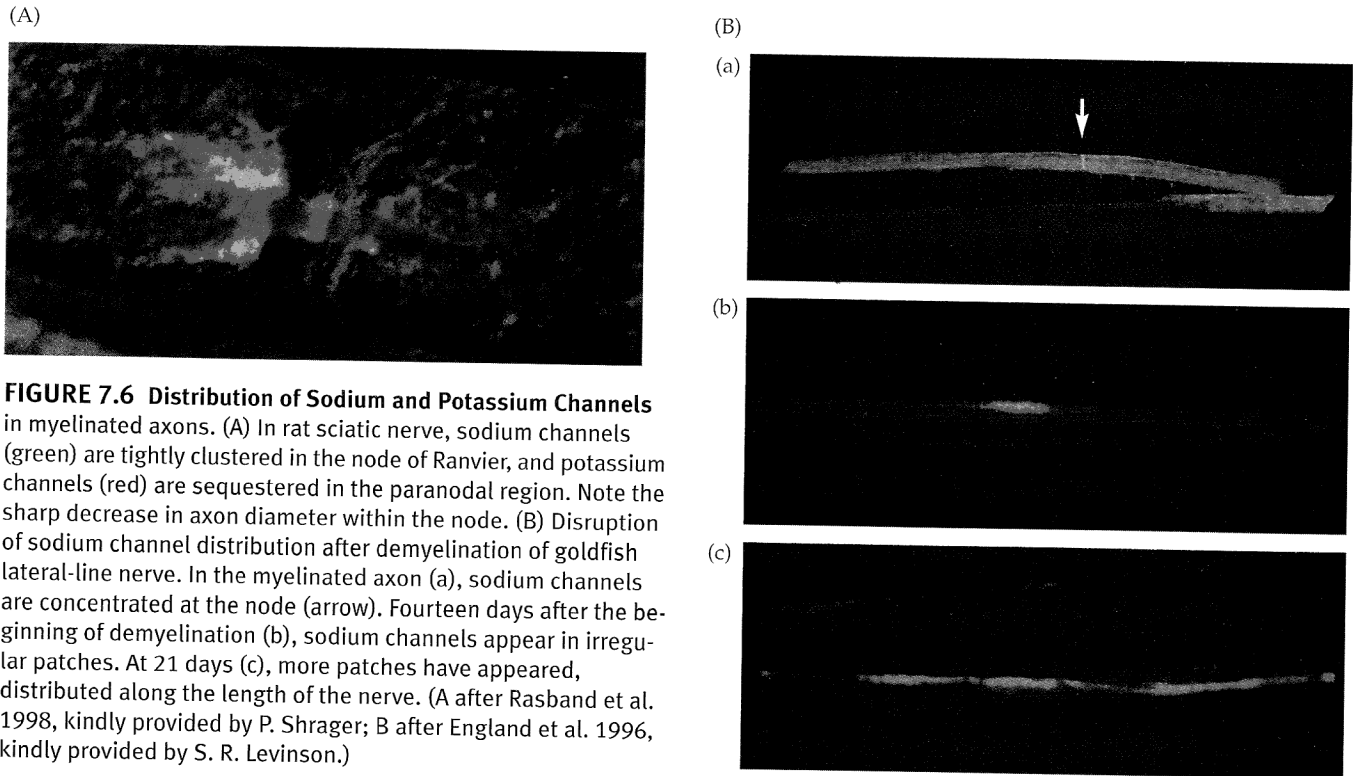 (A)
FIGURE 7.6 Distribution of Sodium and Potassium Channels
in myelinated axons. (A) In rat sciatic nerve, sodium channels
(green) are tightly clustered in the node of Ranvier, and potassium
channels (red) are sequestered in the paranodal region. Note the
sharp decrease in axon diameter within the node. (B) Disruption
of sodium channel distribution after demyelination of goldfish
lateral-line nerve. In the myelinated axon (a), sodium channels
are concentrated at the node (arrow). Fourteen days after the be-
ginning of demyelination (b), sodium channels appear in irregu-
lar patches. At 21 days (c), more patches have appeared,
distributed along the length of the nerve. (A after Rasband et al.
1998, kindly provided by P. Shrager; B after England et al. 1996,
kindly provided by S. R. Levinson.)
(B)
(a)
(b)
(c)